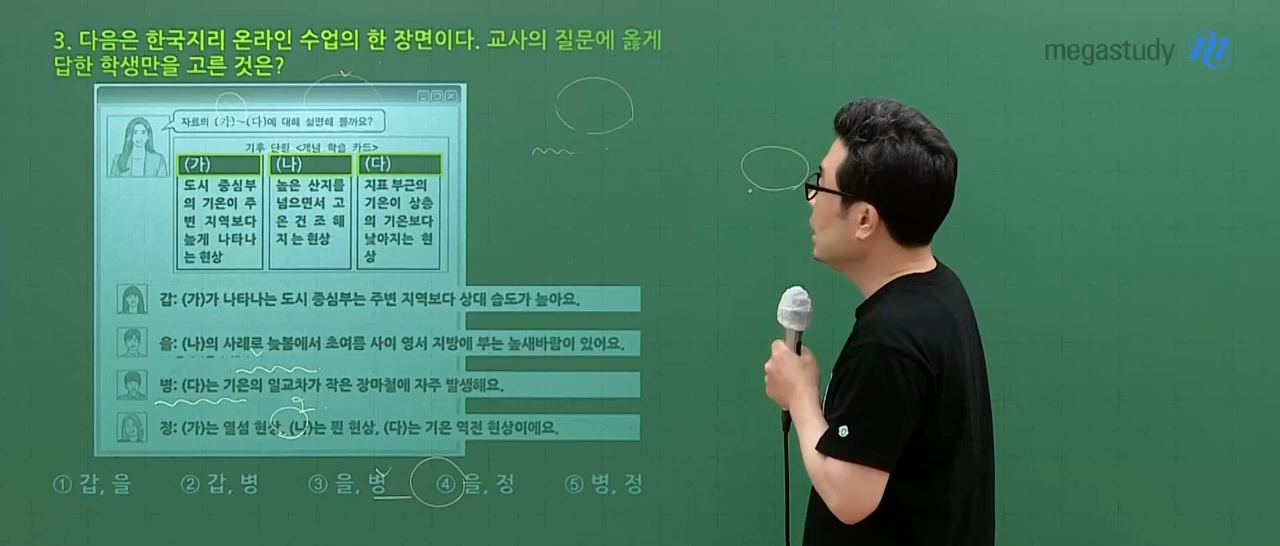 3. 다음은 한국지리 온라인 수업의 한 장면이다. 교사의 질문에 옳게
답한 학생만을 고른 것은?
megastudy
자료의 (가)~(다)에 대해 설명해 볼까요?
기후 단원 <개념 학습 카드>
(가)
도시 중심부
의 기온이 주
변 지역보다
높게 나타나
는 현상
(나)
높은 산지를
넘으면서 고
온 건 조 해
지 는 현상
(다)
지표 부근의
기온이 상층
의 기온보다
낮아지는 현
상
갑: (가)가 나타나는 도시 중심부는 주변 지역보다 상대 습도가 높아요.
을: (나)의 사례로 늦봄에서 초여름 사이 영서 지방에 부는 높새바람이 있어요.
병: (다)는 기온의 일교차가 작은 장마철에 자주 발생해요.
정: (가)는 열섬 현상, (나)는 푄 현상, (다)는 기온 역전 현상이에요.
① 갑, 을 ② 갑, 병 ③ 을, 병 ④ 을, 정 ⑤ 병, 정